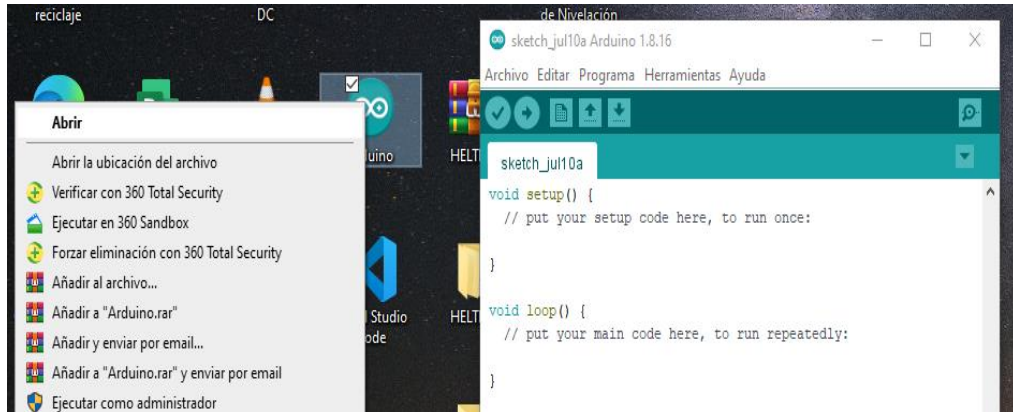 reciclaje
DC
de Nivelación
Abrir
Abrir la ubicación del archivo
Verificar con 360 Total Security
Ejecutar en 360 Sandbox
Forzar eliminación con 360 Total Security
Añadir al archivo...
Añadir a "Arduino.rar"
Añadir y enviar por email...
Añadir a "Arduino.rar" y enviar por email
Ejecutar como administrador
uino
HELT
l Studio
ode
HELT
sketch_jul10a Arduino 1.8.16
Archivo Editar Programa Herramientas Ayuda
sketch_jul10a
void setup() {
// put your setup code here, to run once:
}
void loop() {
// put your main code here, to run repeatedly:
}